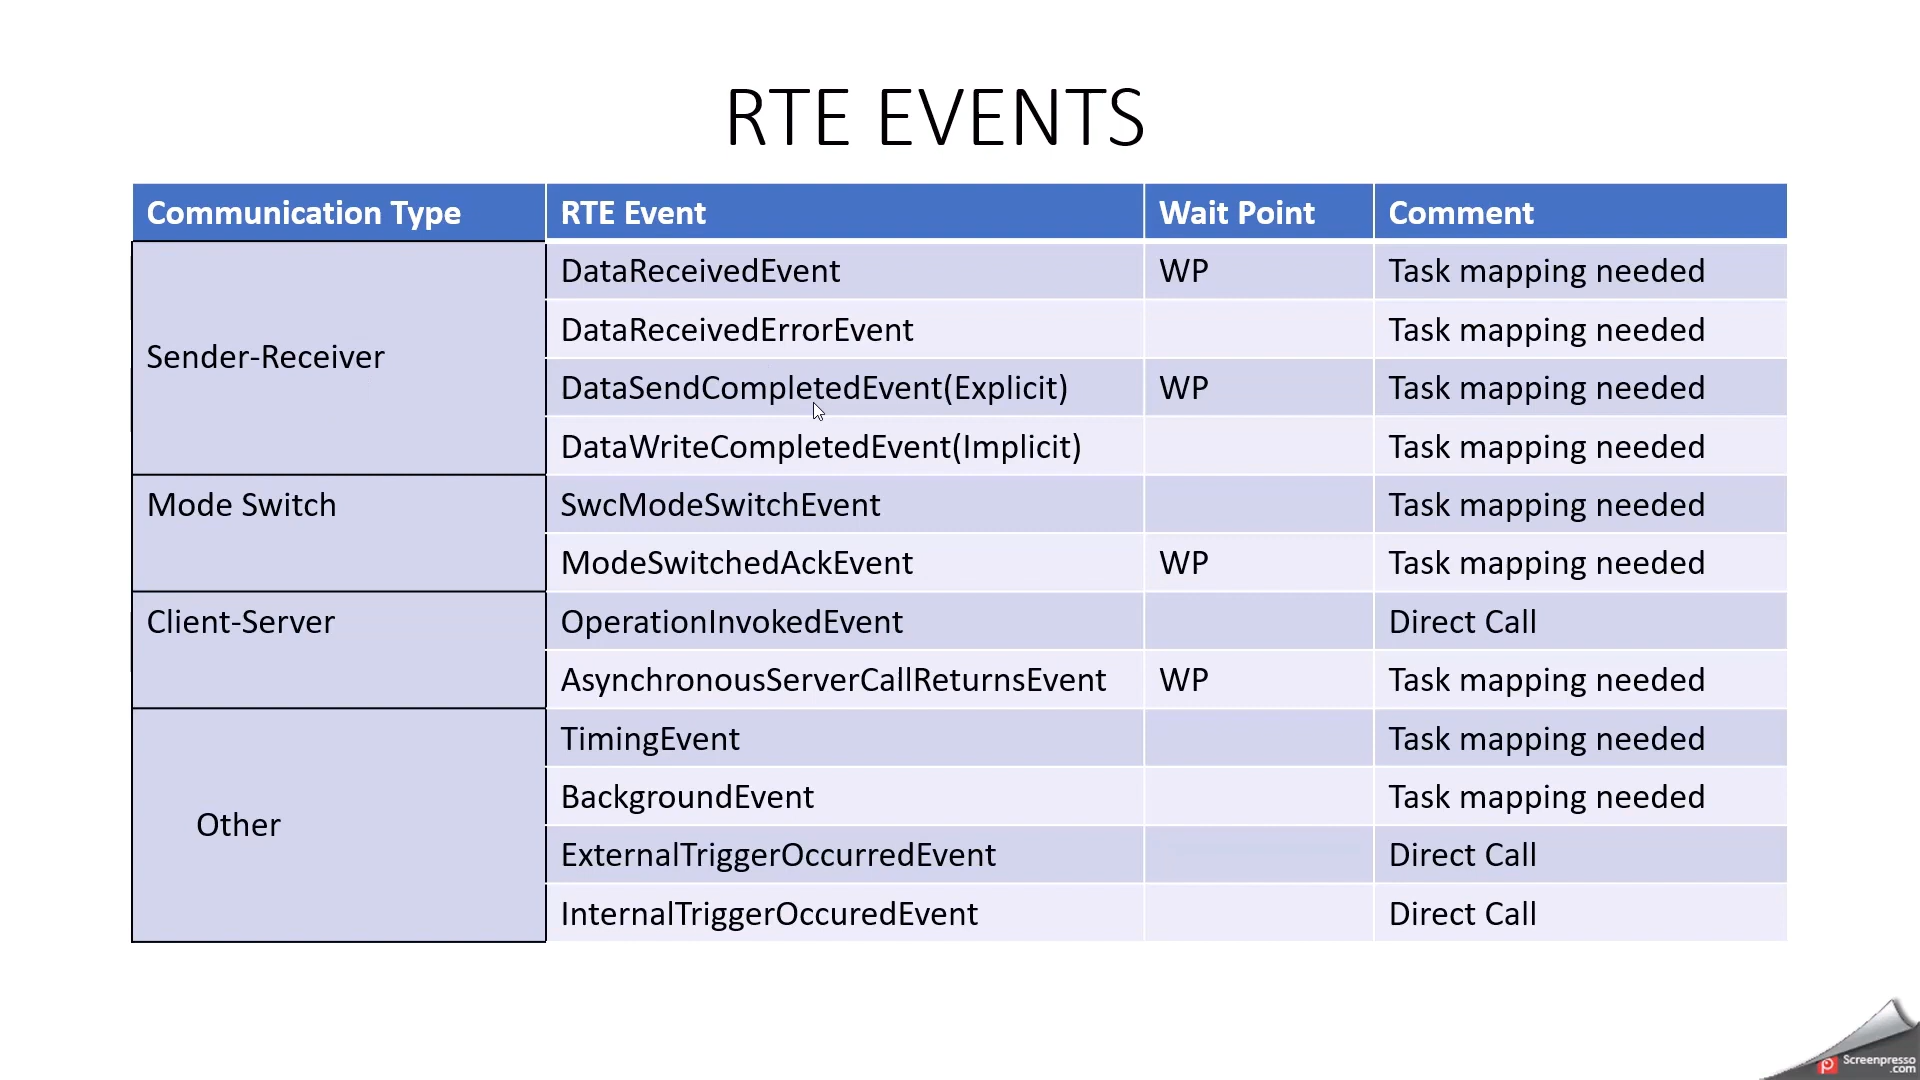 RTE EVENTS
Communication Type RTE Event Wait Point Comment
Sender-Receiver
DataReceivedEvent WP Task mapping needed
DataReceivedErrorEvent Task mapping needed
DataSendCompletedEvent(Explicit) WP Task mapping needed
DataWriteCompletedEvent(Implicit) Task mapping needed
Mode Switch SwcModeSwitchEvent Task mapping needed
ModeSwitchedAckEvent WP Task mapping needed
Client-Server OperationInvokedEvent Direct Call
AsynchronousServerCallReturnsEvent WP Task mapping needed
Other
TimingEvent Task mapping needed
BackgroundEvent Task mapping needed
ExternalTriggerOccurredEvent Direct Call
InternalTriggerOccuredEvent Direct Call
Screenpresso
.com